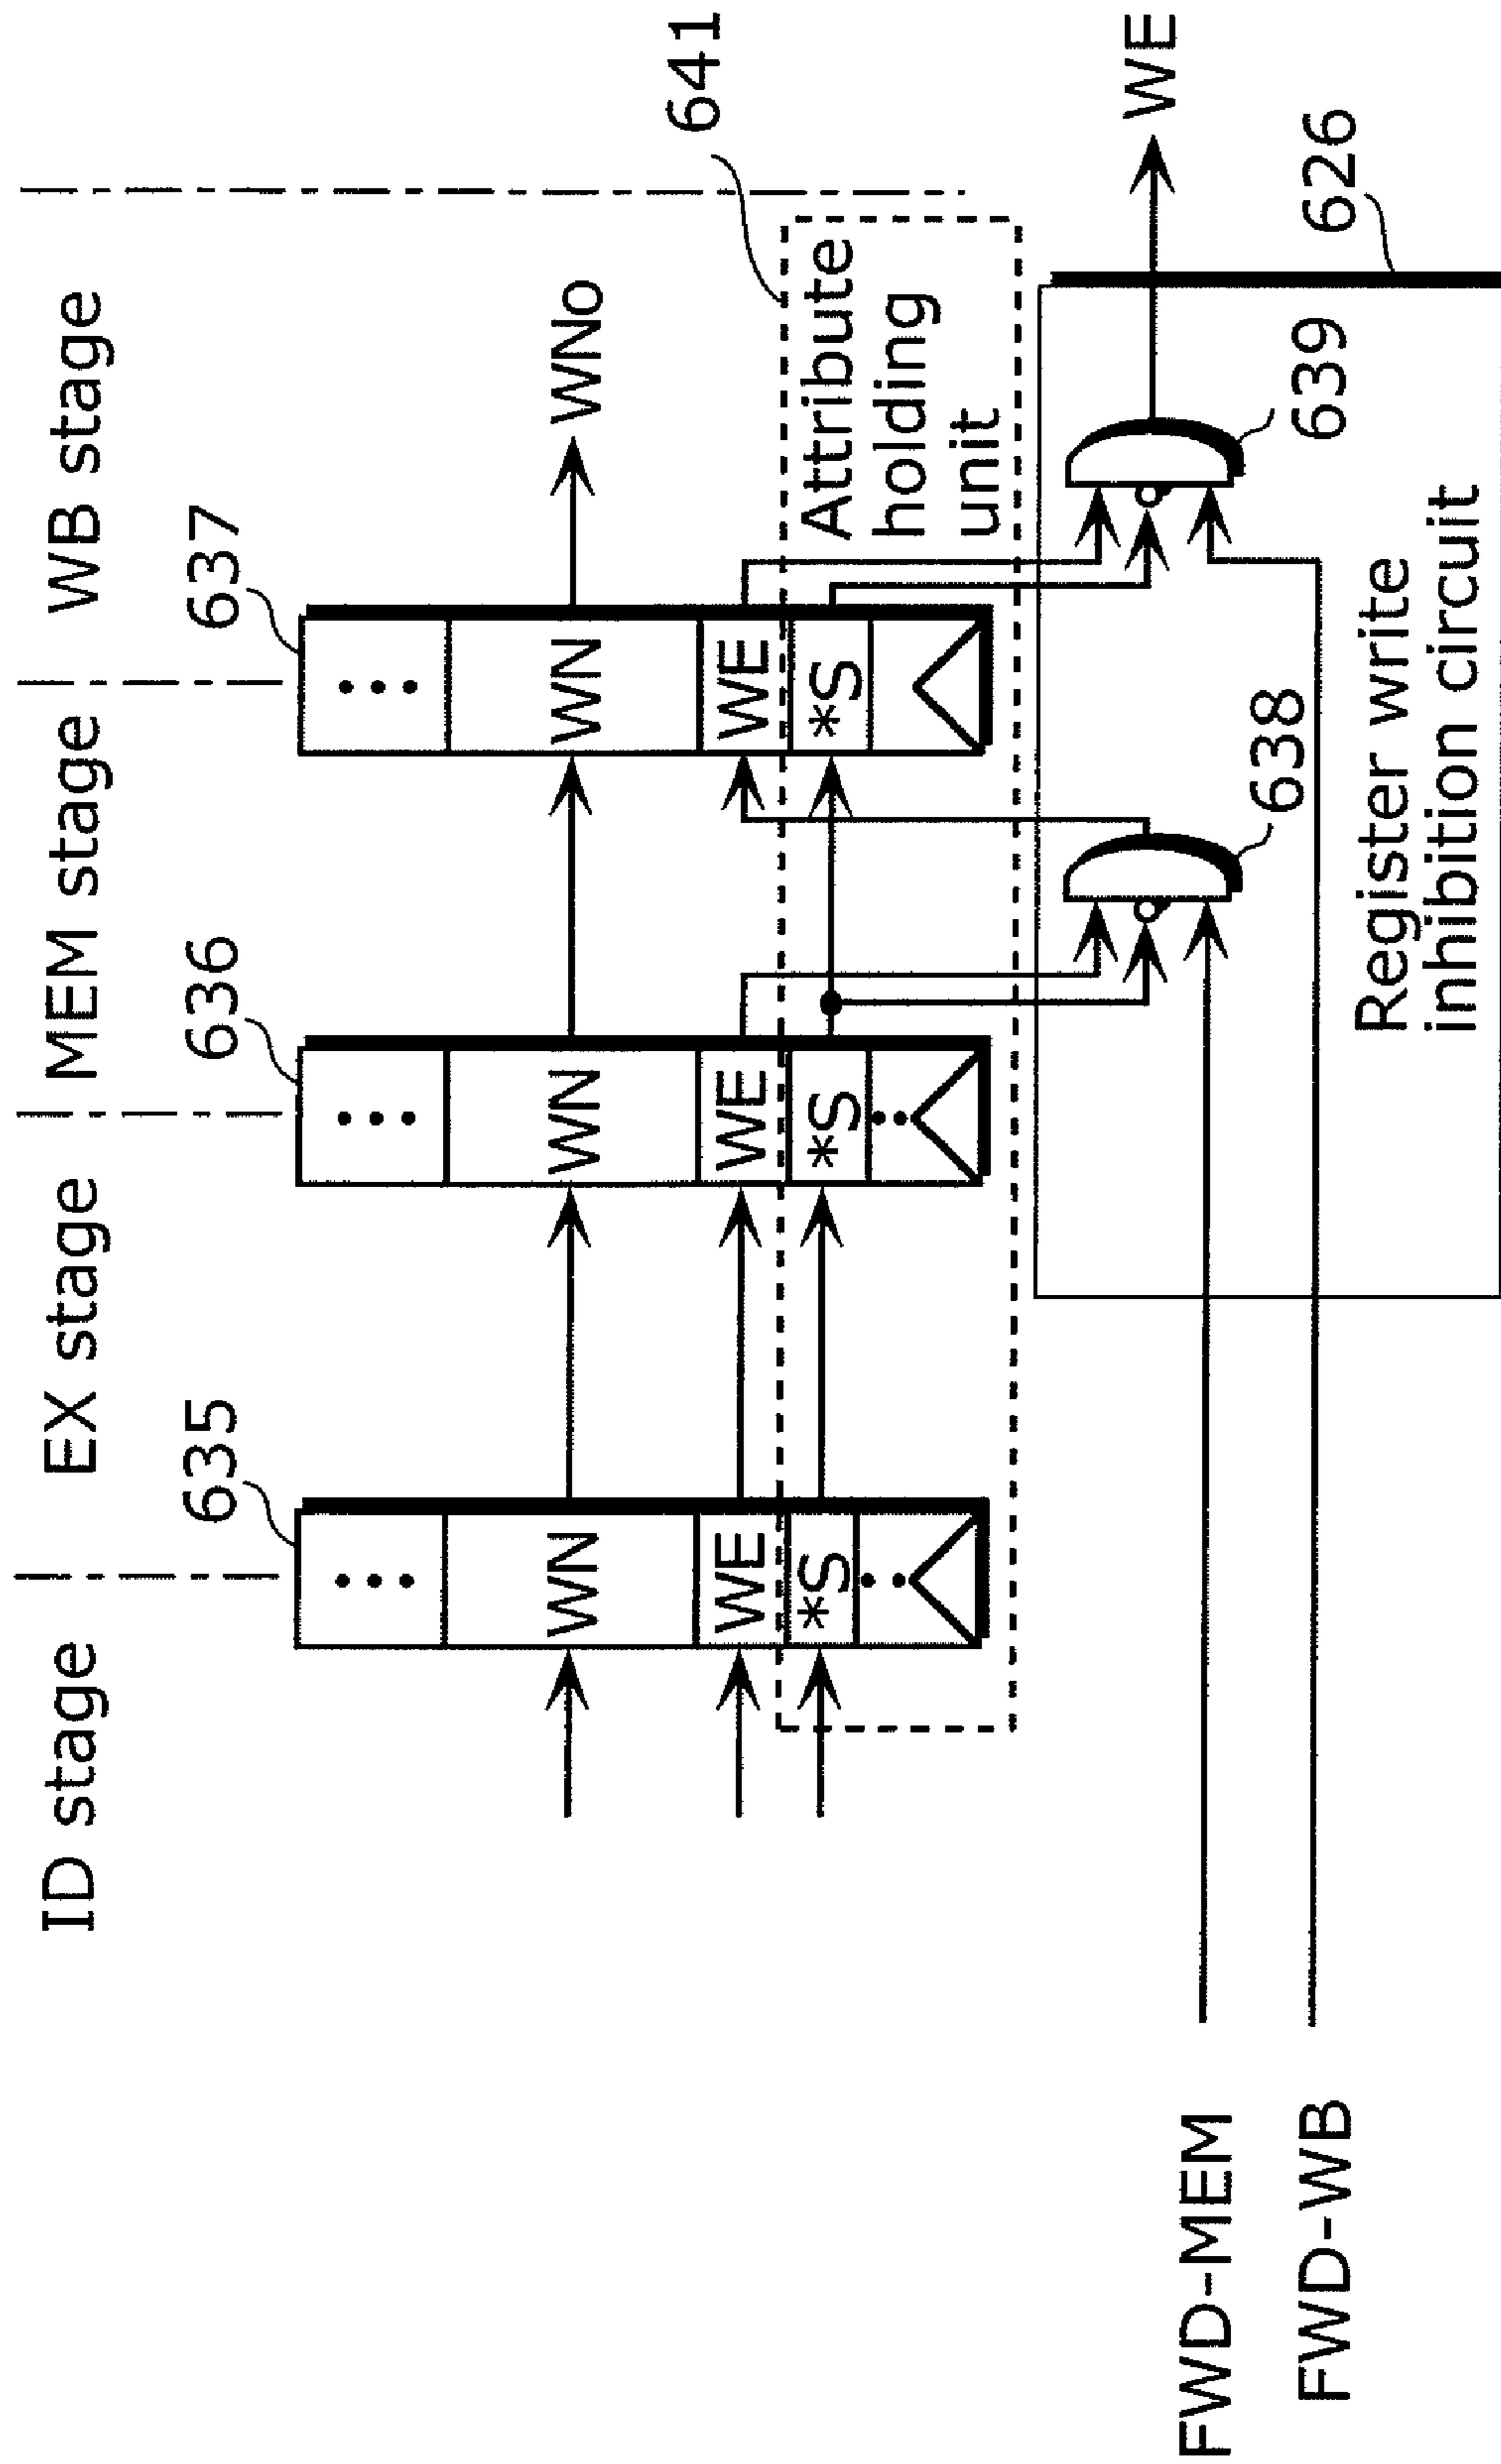 ID stage
EX stage
MEM stage
WB stage
635
636
637
641
...
WN
WE
*S
...
...
WN
WE
*S
...
...
WN
WE
*S
WNo
Attribute
holding
unit
638
639
WE
626
Register write
inhibition circuit
FWD-MEM
FWD-WB